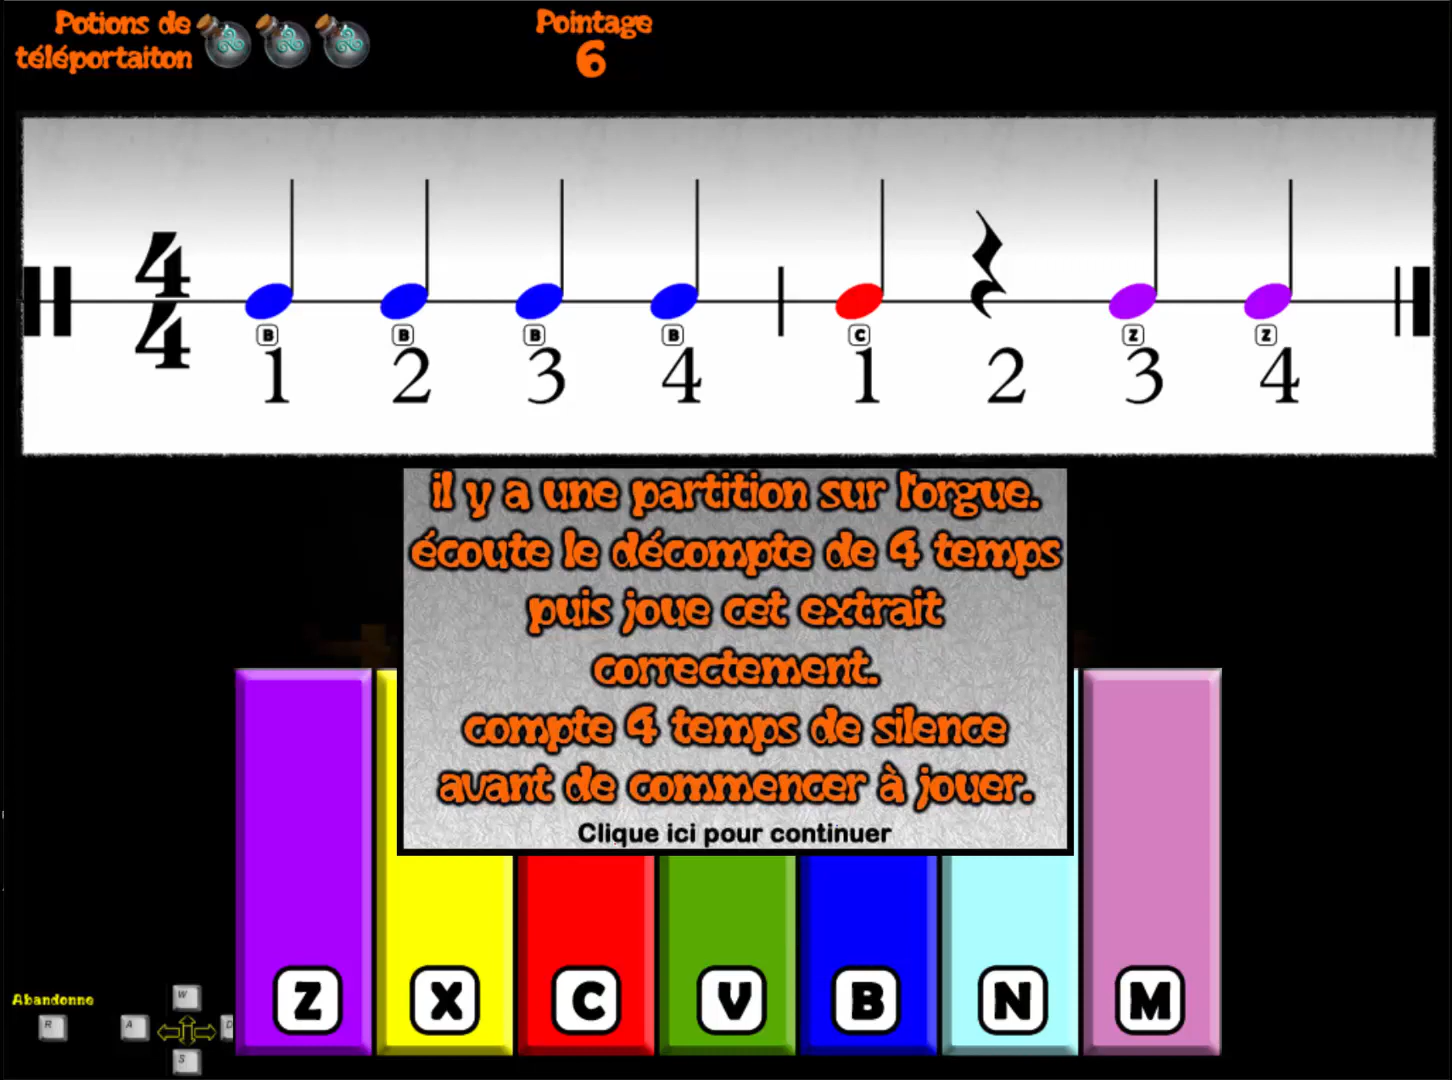 Potions de
téléportaiton
Pointage
6
4
4
B B B B C Z Z
1 2 3 4 1 2 3 4
il y a une partition sur l'orgue.
écoute le décompte de 4 temps
puis joue cet extrait
correctement.
compte 4 temps de silence
avant de commencer à jouer.
Clique ici pour continuer
Z X C V B N M
Abandonne
W
R A D
S